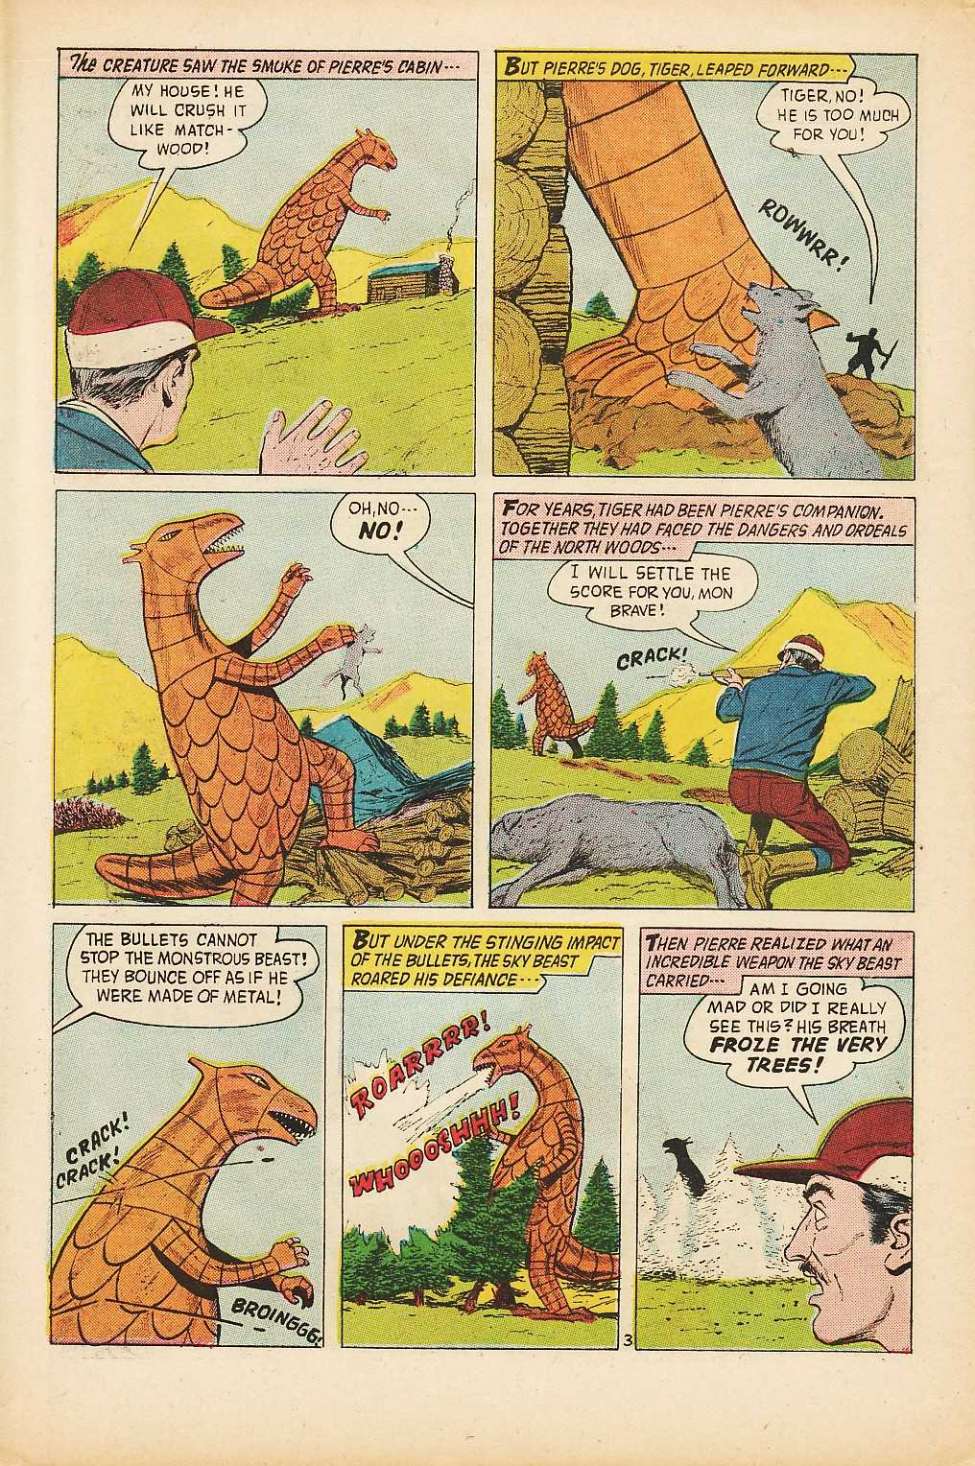 The CREATURE SAW THE SMOKE OF PIERRE'S CABIN---
MY HOUSE! HE
WILL CRUSH IT
LIKE MATCH-
WOOD!
BUT PIERRE'S DOG, TIGER, LEAPED FORWARD---
TIGER, NO!
HE IS TOO MUCH
FOR YOU!
ROWWRR!
OH, NO---
NO!
FOR YEARS, TIGER HAD BEEN PIERRE'S COMPANION.
TOGETHER THEY HAD FACED THE DANGERS AND ORDEALS
OF THE NORTH WOODS---
I WILL SETTLE THE
SCORE FOR YOU, MON
BRAVE!
CRACK!
THE BULLETS CANNOT
STOP THE MONSTROUS BEAST!
THEY BOUNCE OFF AS IF HE
WERE MADE OF METAL!
CRACK!
CRACK!
BROINGGG!
BUT UNDER THE STINGING IMPACT
OF THE BULLETS, THE SKY BEAST
ROARED HIS DEFIANCE---
ROARRRR!
WHOOOSHHH!
3
THEN PIERRE REALIZED WHAT AN
INCREDIBLE WEAPON THE SKY BEAST
CARRIED---
AM I GOING
MAD OR DID I REALLY
SEE THIS? HIS BREATH
FROZE THE VERY
TREES!